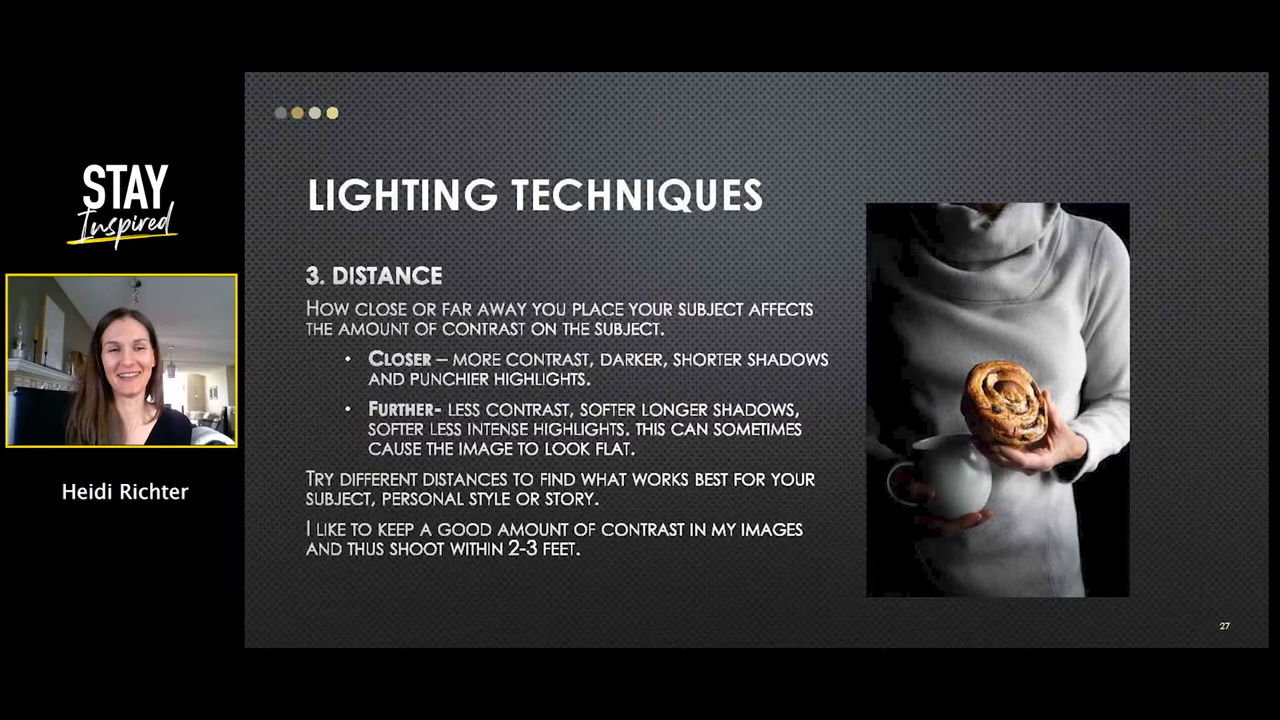 STAY
Inspired
Heidi Richter
LIGHTING TECHNIQUES
3. DISTANCE
HOW CLOSE OR FAR AWAY YOU PLACE YOUR SUBJECT AFFECTS
THE AMOUNT OF CONTRAST ON THE SUBJECT.
• CLOSER – MORE CONTRAST, DARKER, SHORTER SHADOWS
AND PUNCHIER HIGHLIGHTS.
• FURTHER- LESS CONTRAST, SOFTER LONGER SHADOWS,
SOFTER LESS INTENSE HIGHLIGHTS. THIS CAN SOMETIMES
CAUSE THE IMAGE TO LOOK FLAT.
TRY DIFFERENT DISTANCES TO FIND WHAT WORKS BEST FOR YOUR
SUBJECT, PERSONAL STYLE OR STORY.
I LIKE TO KEEP A GOOD AMOUNT OF CONTRAST IN MY IMAGES
AND THUS SHOOT WITHIN 2-3 FEET.
27